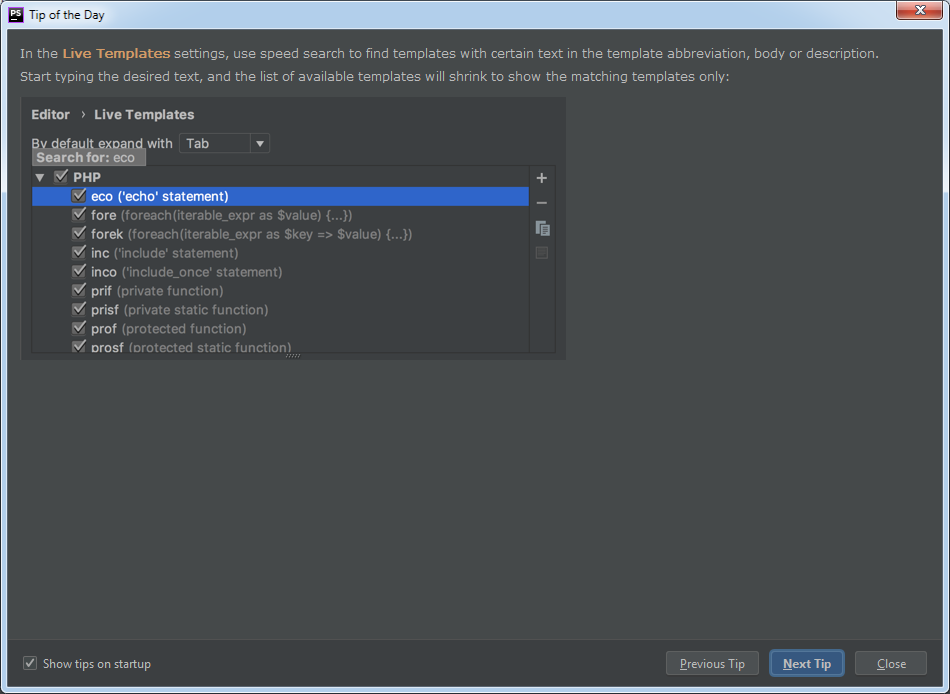 PS Tip of the Day
In the Live Templates settings, use speed search to find templates with certain text in the template abbreviation, body or description.
Start typing the desired text, and the list of available templates will shrink to show the matching templates only:
Editor › Live Templates
By default expand with Tab
Search for: eco
PHP
eco ('echo' statement)
fore (foreach(iterable_expr as $value) {...})
forek (foreach(iterable_expr as $key => $value) {...})
inc ('include' statement)
inco ('include_once' statement)
prif (private function)
prisf (private static function)
prof (protected function)
prosf (protected static function)
Show tips on startup
Previous Tip
Next Tip
Close